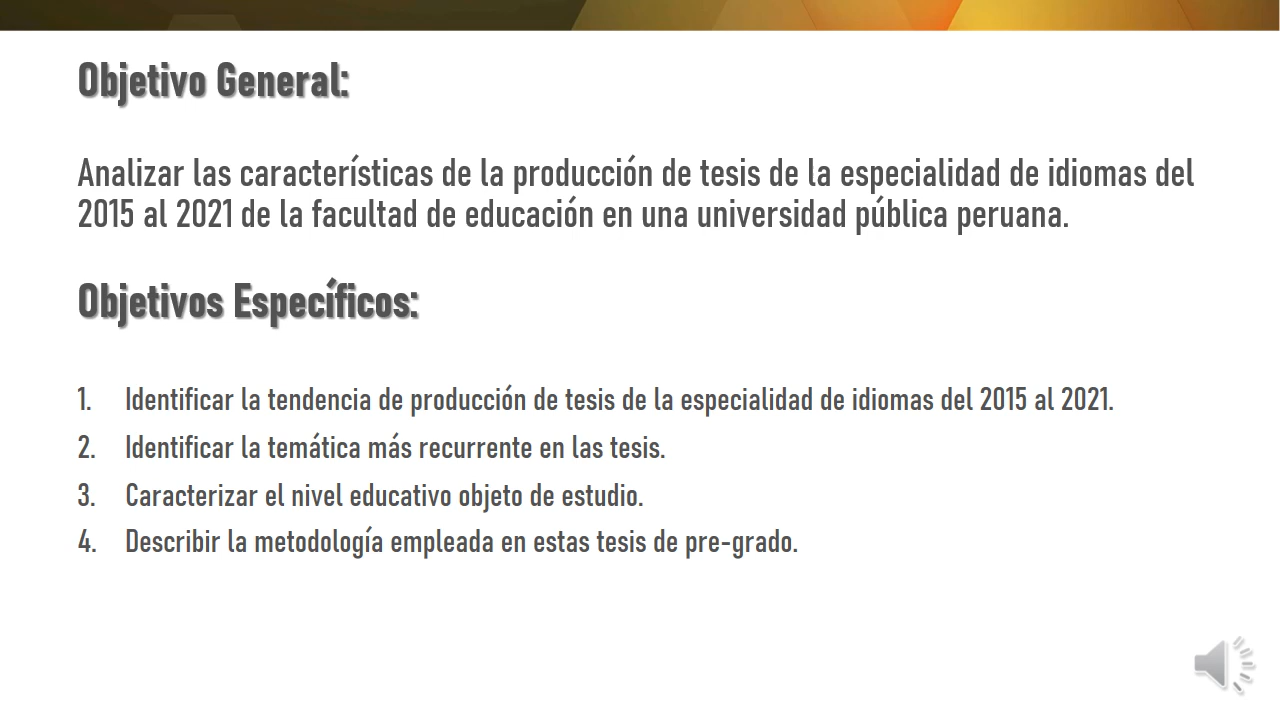 Objetivo General:
Analizar las características de la producción de tesis de la especialidad de idiomas del
2015 al 2021 de la facultad de educación en una universidad pública peruana.
Objetivos Específicos:
1. Identificar la tendencia de producción de tesis de la especialidad de idiomas del 2015 al 2021.
2. Identificar la temática más recurrente en las tesis.
3. Caracterizar el nivel educativo objeto de estudio.
4. Describir la metodología empleada en estas tesis de pre-grado.